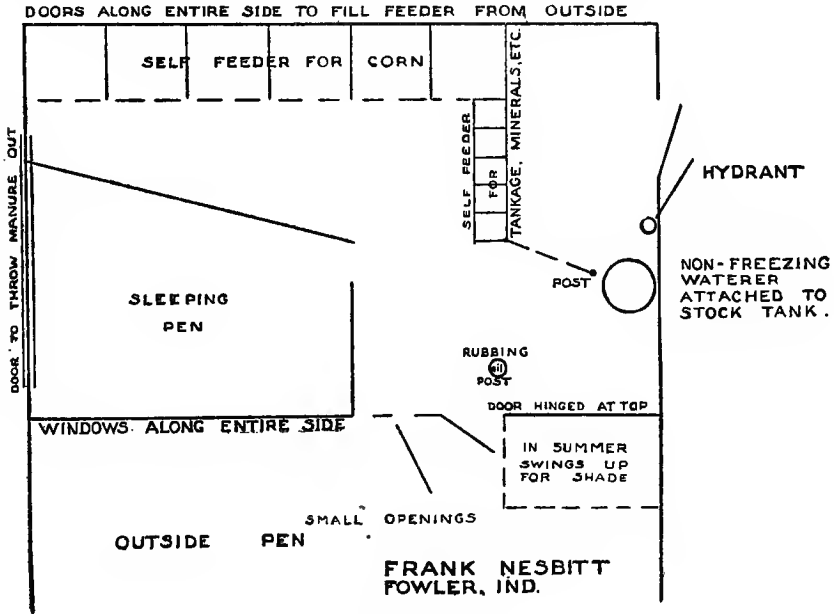 DOORS ALONG ENTIRE SIDE TO FILL FEEDER FROM OUTSIDE
SELF FEEDER FOR CORN
SELF FEEDER
FOR
TANKAGE, MINERALS, ETC.
DOOR TO THROW MANURE OUT
HYDRANT
POST
NON-FREEZING
WATERER
ATTACHED TO
STOCK TANK.
SLEEPING
PEN
RUBBING
oil
POST
DOOR HINGED AT TOP
WINDOWS ALONG ENTIRE SIDE
IN SUMMER
SWINGS UP
FOR SHADE
SMALL OPENINGS
OUTSIDE PEN
FRANK NESBITT
FOWLER, IND.